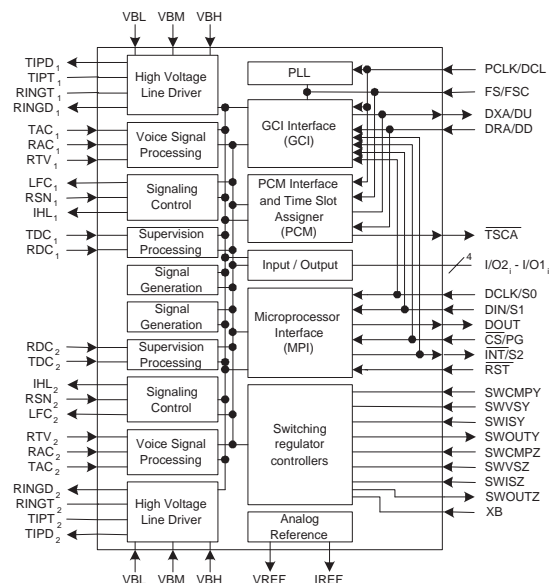 VBL VBM VBH
TIPD1
TIPT1
RINGT1
RINGD1
High Voltage
Line Driver
TAC1
RAC1
RTV1
Voice Signal
Processing
LFC1
RSN1
IHL1
Signaling
Control
TDC1
RDC1
Supervision
Processing
Signal
Generation
Signal
Generation
RDC2
TDC2
Supervision
Processing
IHL2
RSN2
LFC2
Signaling
Control
RTV2
RAC2
TAC2
Voice Signal
Processing
RINGD2
RINGT2
TIPT2
TIPD2
High Voltage
Line Driver
VBL VBM VBH
PLL
GCI Interface
(GCI)
PCM Interface
and Time Slot
Assigner
(PCM)
Input / Output
Microprocessor
Interface
(MPI)
Switching
regulator
controllers
Analog
Reference
VREF IREF
PCLK/DCL
FS/FSC
DXA/DU
DRA/DD
TSCA
4
I/O2i - I/O1i
DCLK/S0
DIN/S1
DOUT
CS/PG
INT/S2
RST
SWCMPY
SWVSY
SWISY
SWOUTY
SWCMPZ
SWVSZ
SWISZ
SWOUTZ
XB